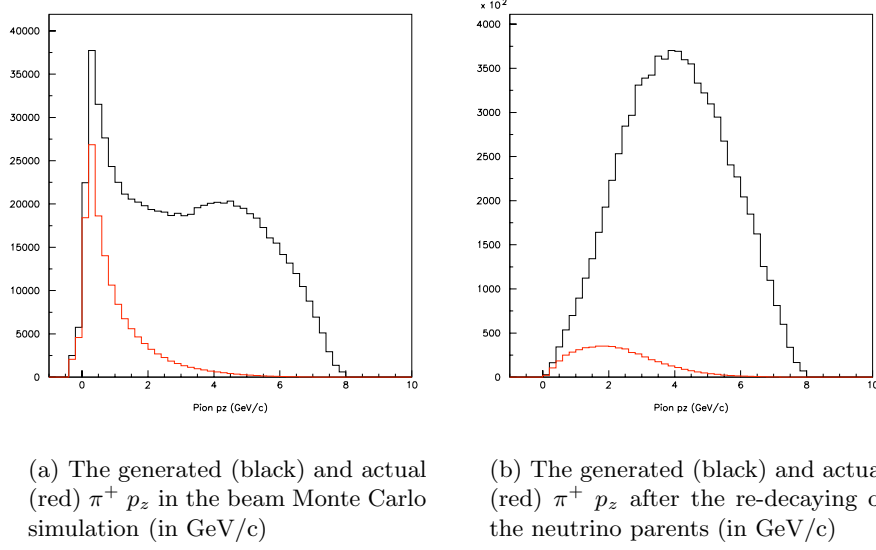 × 10²
40000
35000
30000
25000
20000
15000
10000
5000
0
0 2 4 6 8 10
Pion pz (GeV/c)
4000
3500
3000
2500
2000
1500
1000
500
0
0 2 4 6 8 10
Pion pz (GeV/c)
(a) The generated (black) and actual
(red) π⁺ p_z in the beam Monte Carlo
simulation (in GeV/c)
(b) The generated (black) and actua
(red) π⁺ p_z after the re-decaying o
the neutrino parents (in GeV/c)